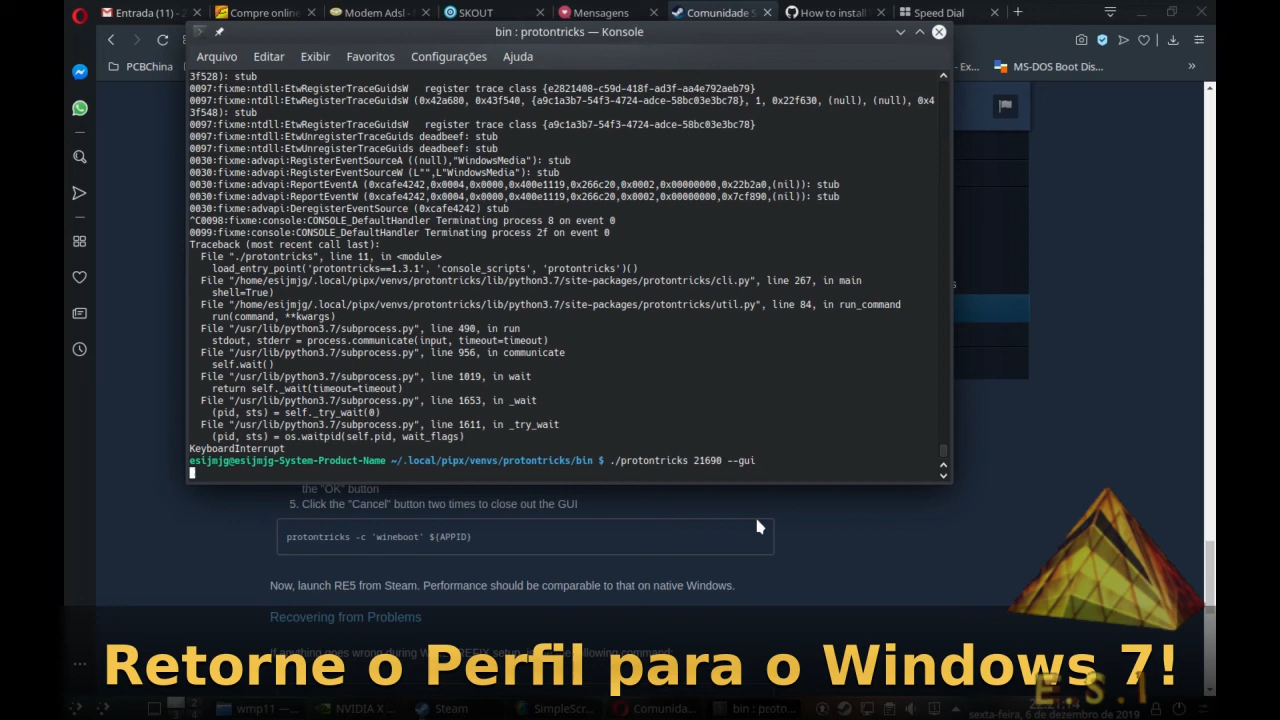 Entrada (11) - 2
Compre online
Modem Adsl -
SKOUT
Mensagens
Comunidade S
How to install
Speed Dial
bin : protontricks — Konsole
Arquivo Editar Exibir Favoritos Configurações Ajuda
PCBChina
- Ex...
MS-DOS Boot Dis...
»
3f528): stub
0097:fixme:ntdll:EtwRegisterTraceGuidsW register trace class {e2821408-c59d-418f-ad3f-aa4e792aeb79}
0097:fixme:ntdll:EtwRegisterTraceGuidsW (0x42a680, 0x43f540, {a9c1a3b7-54f3-4724-adce-58bc03e3bc78}, 1, 0x22f630, (null), (null), 0x4
3f548): stub
0097:fixme:ntdll:EtwRegisterTraceGuidsW register trace class {a9c1a3b7-54f3-4724-adce-58bc03e3bc78}
0097:fixme:ntdll:EtwUnregisterTraceGuids deadbeef: stub
0097:fixme:ntdll:EtwUnregisterTraceGuids deadbeef: stub
0030:fixme:advapi:RegisterEventSourceA ((null),"WindowsMedia"): stub
0030:fixme:advapi:RegisterEventSourceW (L"",L"WindowsMedia"): stub
0030:fixme:advapi:ReportEventA (0xcafe4242,0x0004,0x0000,0x400e1119,0x266c20,0x0002,0x00000000,0x22b2a0,(nil)): stub
0030:fixme:advapi:ReportEventW (0xcafe4242,0x0004,0x0000,0x400e1119,0x266c20,0x0002,0x00000000,0x7cf890,(nil)): stub
0030:fixme:advapi:DeregisterEventSource (0xcafe4242) stub
^C0098:fixme:console:CONSOLE_DefaultHandler Terminating process 8 on event 0
0099:fixme:console:CONSOLE_DefaultHandler Terminating process 2f on event 0
Traceback (most recent call last):
File "./protontricks", line 11, in <module>
load_entry_point('protontricks==1.3.1', 'console_scripts', 'protontricks')()
File "/home/esijmjg/.local/pipx/venvs/protontricks/lib/python3.7/site-packages/protontricks/cli.py", line 267, in main
shell=True)
File "/home/esijmjg/.local/pipx/venvs/protontricks/lib/python3.7/site-packages/protontricks/util.py", line 84, in run_command
run(command, **kwargs)
File "/usr/lib/python3.7/subprocess.py", line 490, in run
stdout, stderr = process.communicate(input, timeout=timeout)
File "/usr/lib/python3.7/subprocess.py", line 956, in communicate
self.wait()
File "/usr/lib/python3.7/subprocess.py", line 1019, in wait
return self._wait(timeout=timeout)
File "/usr/lib/python3.7/subprocess.py", line 1653, in _wait
(pid, sts) = self._try_wait(0)
File "/usr/lib/python3.7/subprocess.py", line 1611, in _try_wait
(pid, sts) = os.waitpid(self.pid, wait_flags)
KeyboardInterrupt
esijmjg@esijmjg-System-Product-Name ~/.local/pipx/venvs/protontricks/bin $ ./protontricks 21690 --gui
the "OK" button
5. Click the "Cancel" button two times to close out the GUI
protontricks -c 'wineboot' ${APPID}
Now, launch RE5 from Steam. Performance should be comparable to that on native Windows.
Recovering from Problems
Retorne o Perfil para o Windows 7!
E.S.I
wmp11 —...
NVIDIA X ...
Steam
SimpleScr...
Comunida...
bin : proto...
22:21:14
sexta-feira, 6 de dezembro de 2019